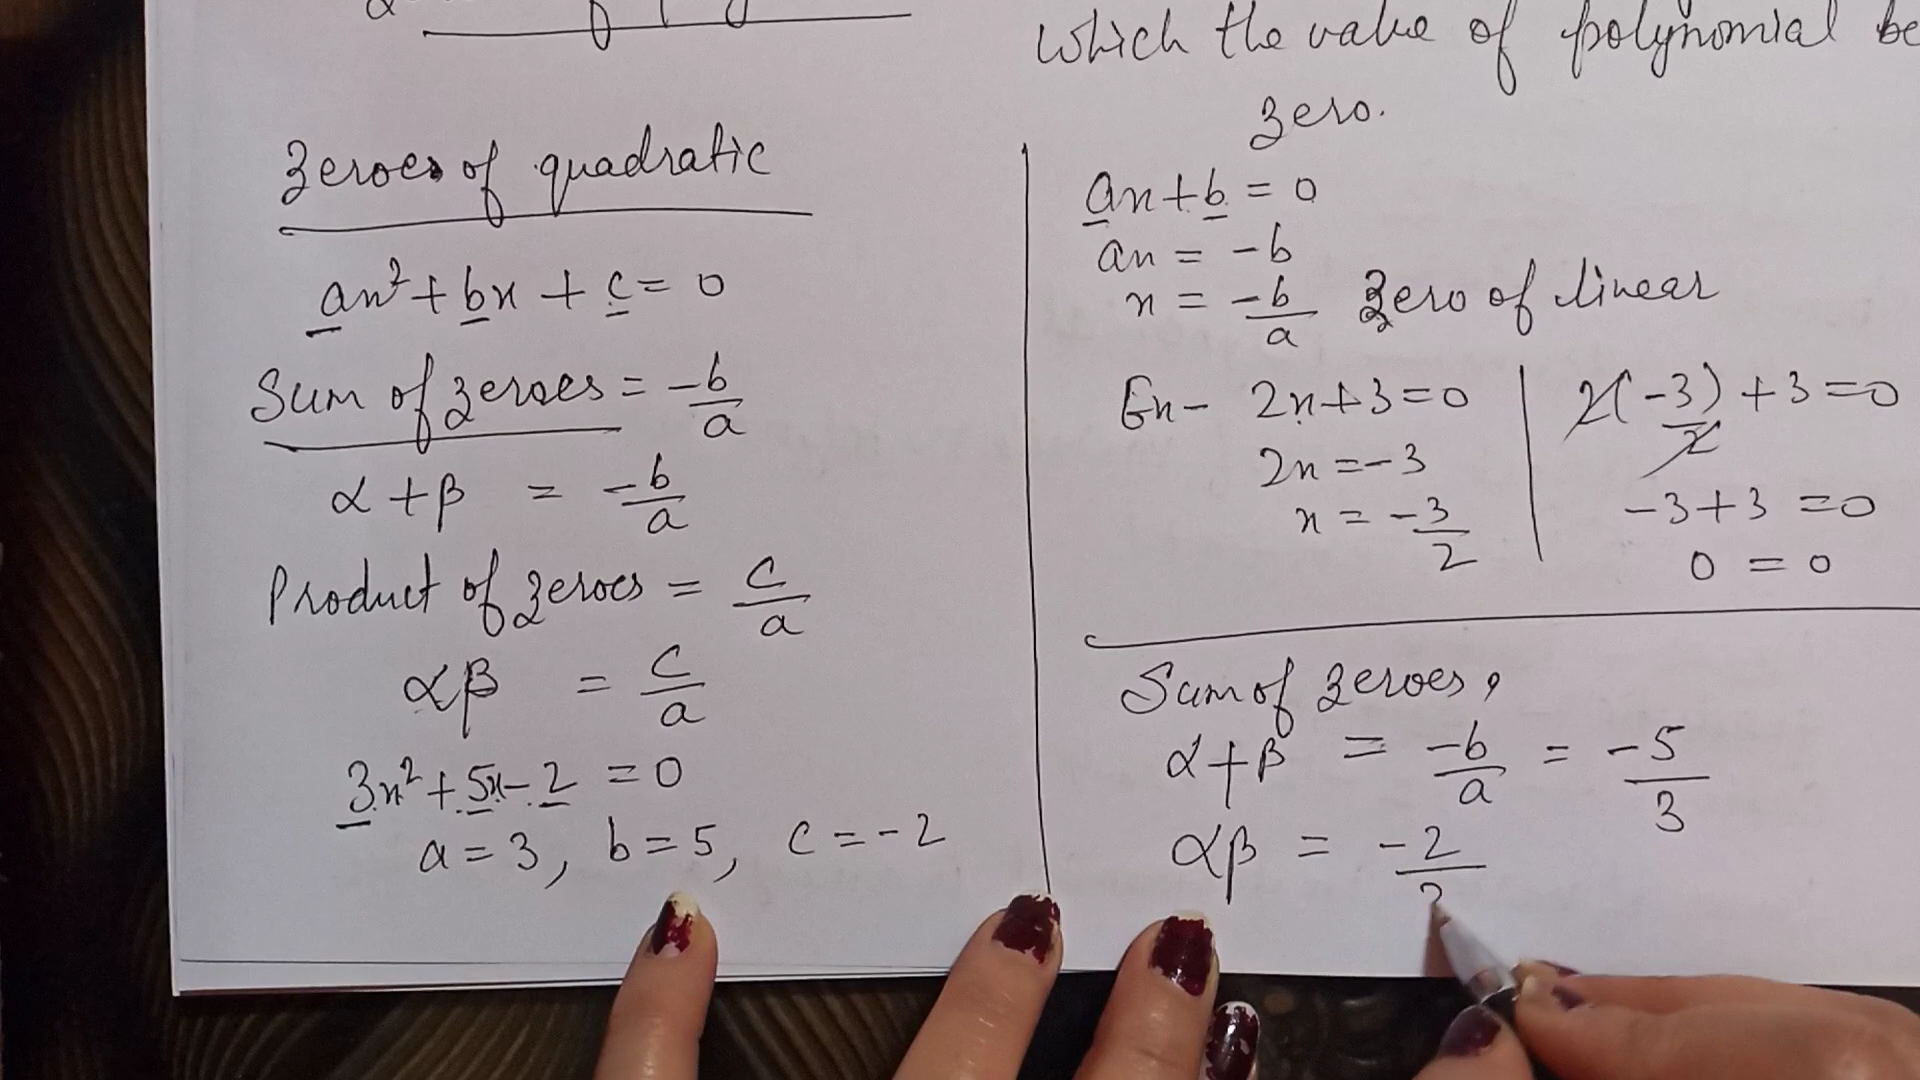 Zeroes of quadratic
ax² + bx + c = 0
Sum of zeroes = -b/a
α + β = -b/a
Product of zeroes = c/a
αβ = c/a
3x² + 5x - 2 = 0
a = 3, b = 5, c = -2
which the value of polynomial be
zero.
ax + b = 0
ax = -b
x = -b/a Zero of linear
Ex - 2x + 3 = 0
2x = -3
x = -3/2
2(-3/2) + 3 = 0
-3 + 3 = 0
0 = 0
Sum of zeroes,
α + β = -b/a = -5/3
αβ = -2/